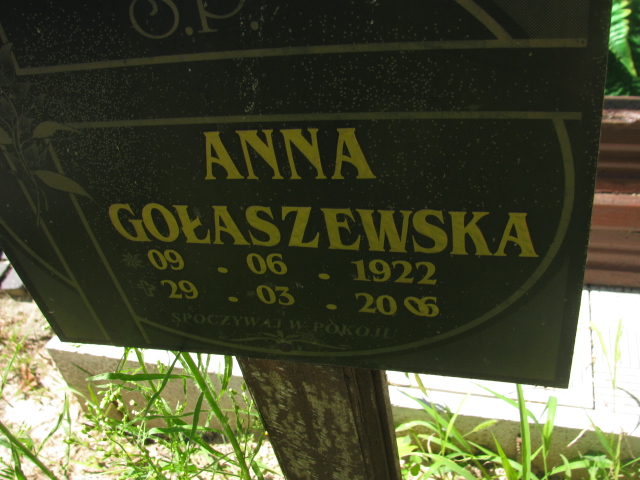 Ś.P.
ANNA
GOŁASZEWSKA
* 09 . 06 . 1922
✞ 29 . 03 . 2006
SPOCZYWAJ W POKOJU